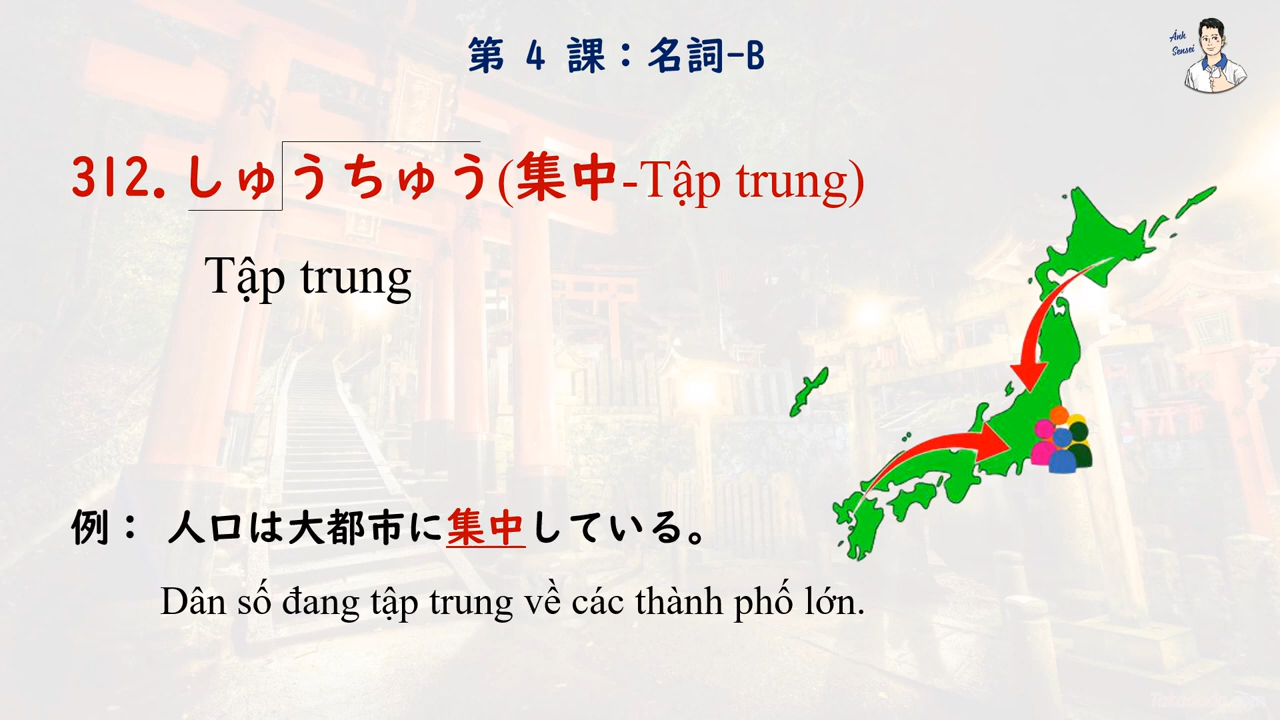 第 4 課：名詞-B
Ánh
Sensei
312. しゅうちゅう(集中-Tập trung)
Tập trung
例： 人口は大都市に集中している。
Dân số đang tập trung về các thành phố lớn.